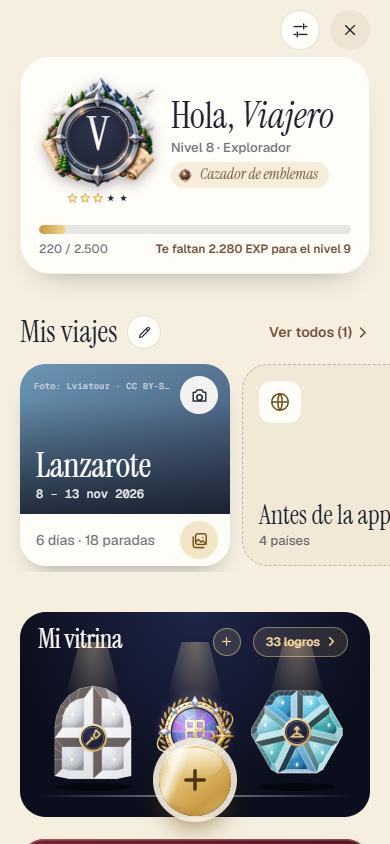 V
Hola, Viajero
Nivel 8 · Explorador
Cazador de emblemas
220 / 2.500
Te faltan 2.280 EXP para el nivel 9
Mis viajes
Ver todos (1)
Foto: Lviatour · CC BY-S…
Lanzarote
8 – 13 nov 2026
6 días · 18 paradas
Antes de la app
4 países
Mi vitrina
33 logros